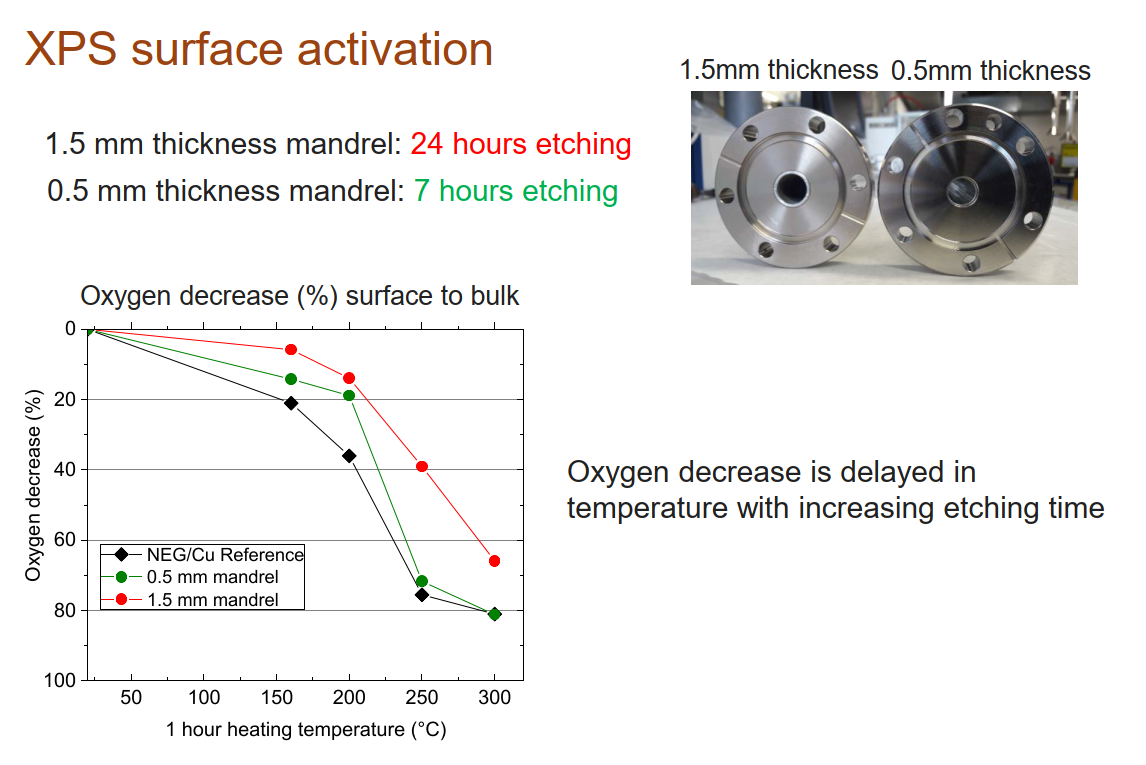 XPS surface activation
1.5mm thickness 0.5mm thickness
1.5 mm thickness mandrel: 24 hours etching
0.5 mm thickness mandrel: 7 hours etching
Oxygen decrease (%) surface to bulk
Oxygen decrease (%)
0
20
40
60
80
100
NEG/Cu Reference
0.5 mm mandrel
1.5 mm mandrel
50 100 150 200 250 300
1 hour heating temperature (°C)
Oxygen decrease is delayed in
temperature with increasing etching time